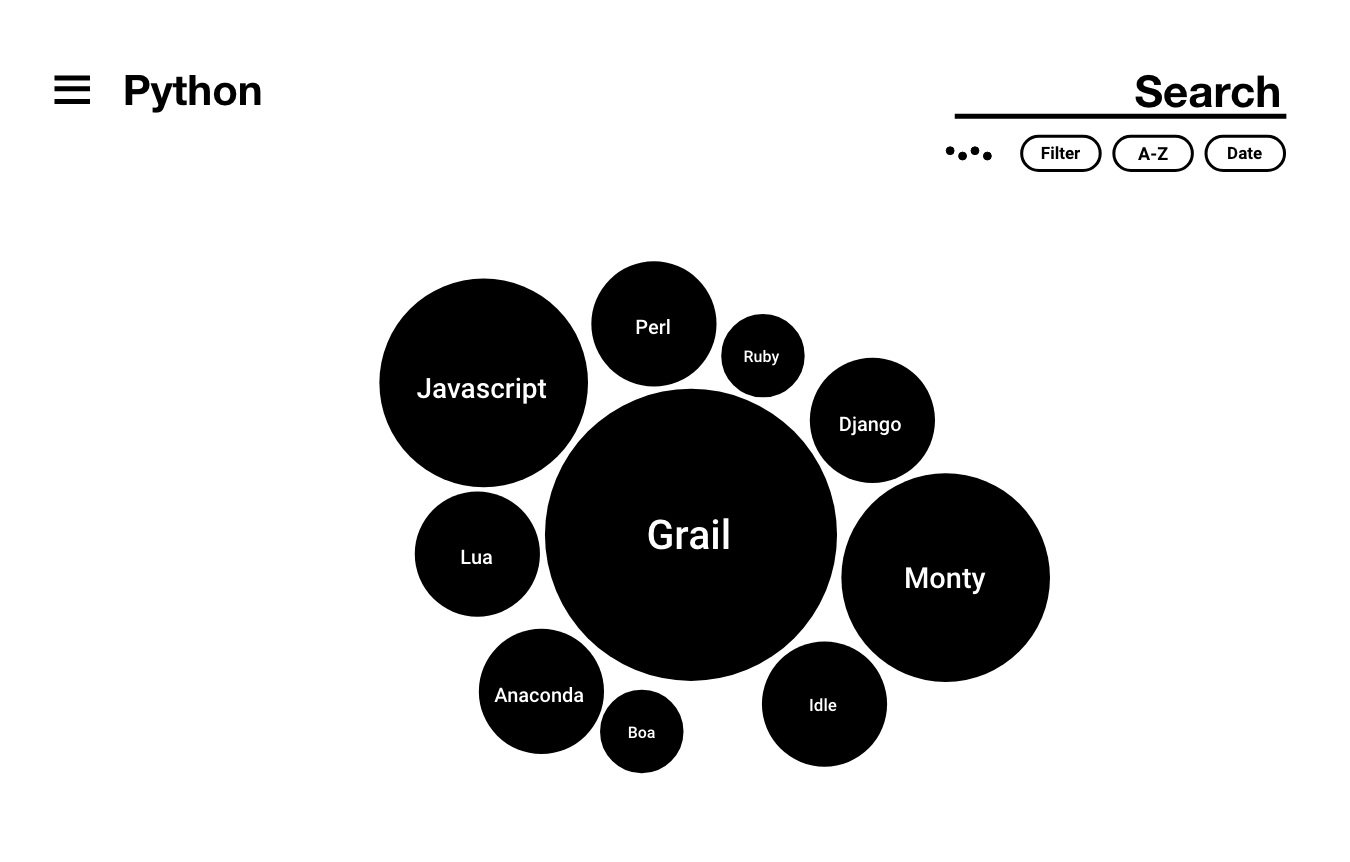 Python
Search
Filter
A-Z
Date
Perl
Ruby
Javascript
Django
Grail
Lua
Monty
Anaconda
Idle
Boa